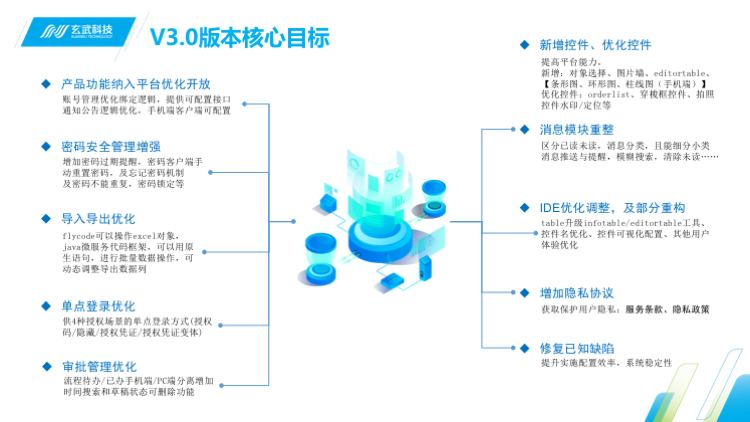 玄武科技
XUANWU TECHNOLOGY
V3.0版本核心目标
产品功能纳入平台优化开放
账号管理优化绑定逻辑，提供可配置接口
通知公告逻辑优化，手机端客户端可配置
密码安全管理增强
增加密码过期提醒，密码客户端手
动重置密码，及忘记密码机制
及密码不能重复，密码锁定等
导入导出优化
flycode可以操作excel对象，
java微服务代码框架，可以用原
生语句，进行批量数据操作，可
动态调整导出数据列
单点登录优化
供4种授权场景的单点登录方式(授权
码/隐藏/授权凭证/授权凭证变体)
审批管理优化
流程待办/已办手机端/PC端分离增加
时间搜索和草稿状态可删除功能
新增控件、优化控件
提高平台能力。
新增：对象选择、图片墙、editortable、
【条形图、环形图、柱线图（手机端）】
优化控件：orderlist、穿梭框控件、拍照
控件水印/定位等
消息模块重整
区分已读未读，消息分类，且能细分小类
消息推送与提醒，模糊搜索，清除未读……
IDE优化调整，及部分重构
table升级infotable/editortable工具、
控件名优化、控件可视化配置、其他用户
体验优化
增加隐私协议
获取保护用户隐私：服务条款、隐私政策
修复已知缺陷
提升实施配置效率，系统稳定性